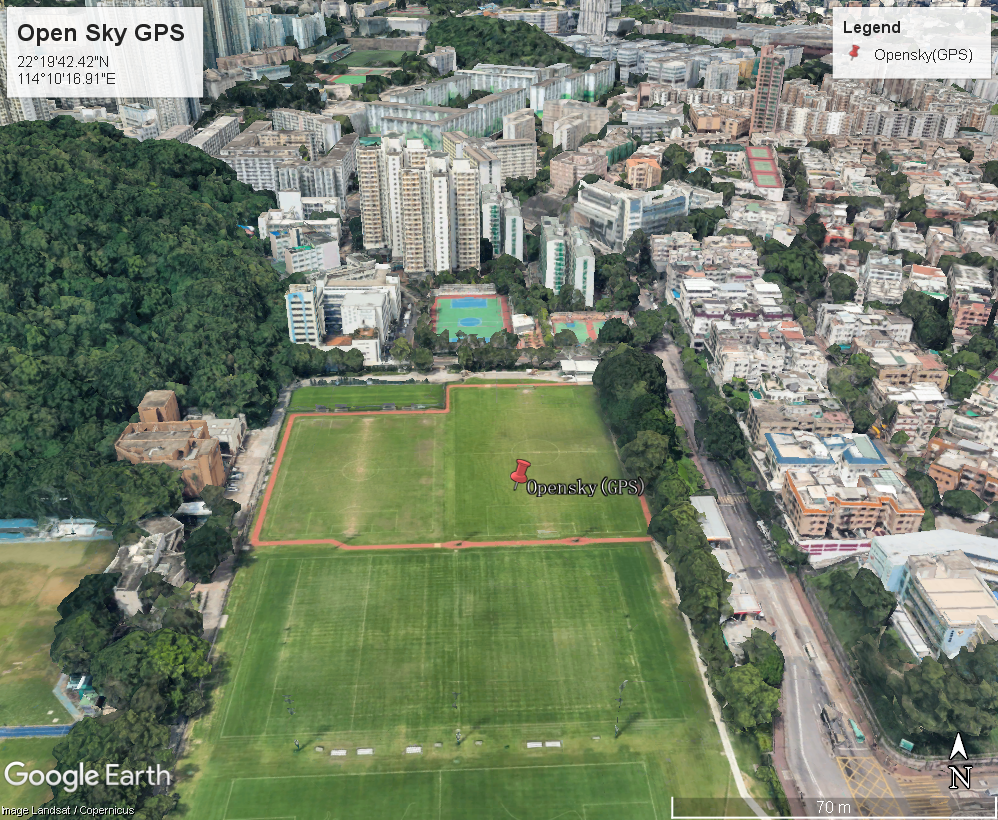 Open Sky GPS
22°19'42.42"N
114°10'16.91"E
Legend
Opensky(GPS)
Opensky (GPS)
Google Earth
N
Image Landsat / Copernicus
70 m